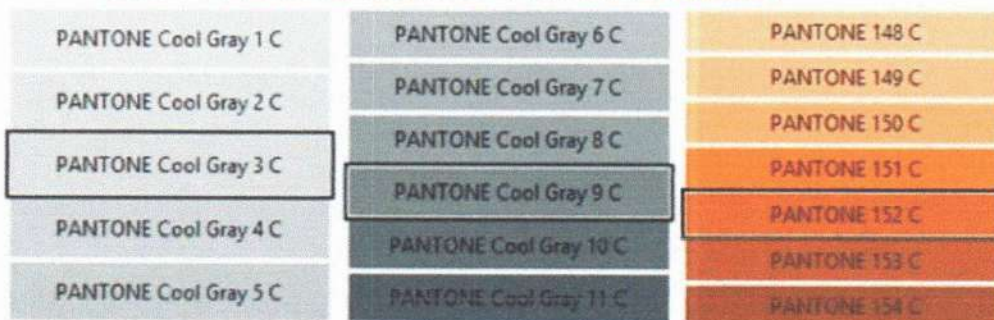 PANTONE Cool Gray 1 C
PANTONE Cool Gray 2 C
PANTONE Cool Gray 3 C
PANTONE Cool Gray 4 C
PANTONE Cool Gray 5 C
PANTONE Cool Gray 6 C
PANTONE Cool Gray 7 C
PANTONE Cool Gray 8 C
PANTONE Cool Gray 9 C
PANTONE Cool Gray 10 C
PANTONE Cool Gray 11 C
PANTONE 148 C
PANTONE 149 C
PANTONE 150 C
PANTONE 151 C
PANTONE 152 C
PANTONE 153 C
PANTONE 154 C